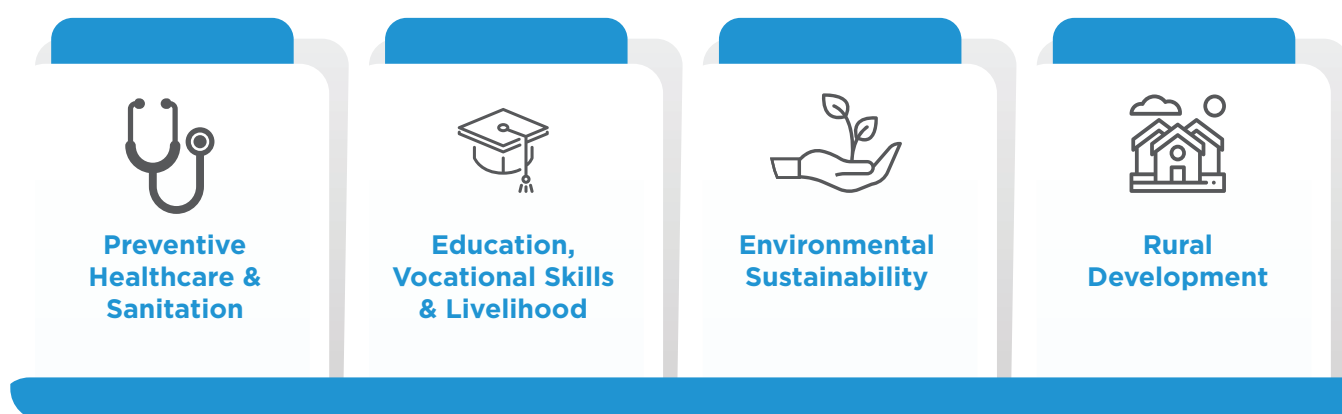 Preventive
Healthcare &
Sanitation
Education,
Vocational Skills
& Livelihood
Environmental
Sustainability
Rural
Development